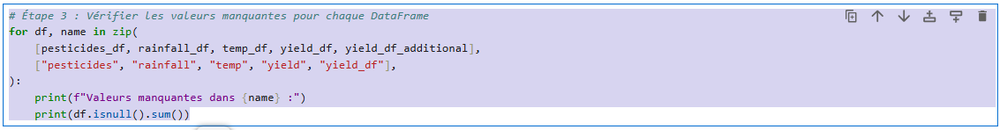 # Étape 3 : Vérifier les valeurs manquantes pour chaque DataFrame
for df, name in zip(
    [pesticides_df, rainfall_df, temp_df, yield_df, yield_df_additional],
    ["pesticides", "rainfall", "temp", "yield", "yield_df"],
):
    print(f"Valeurs manquantes dans {name} :")
    print(df.isnull().sum())